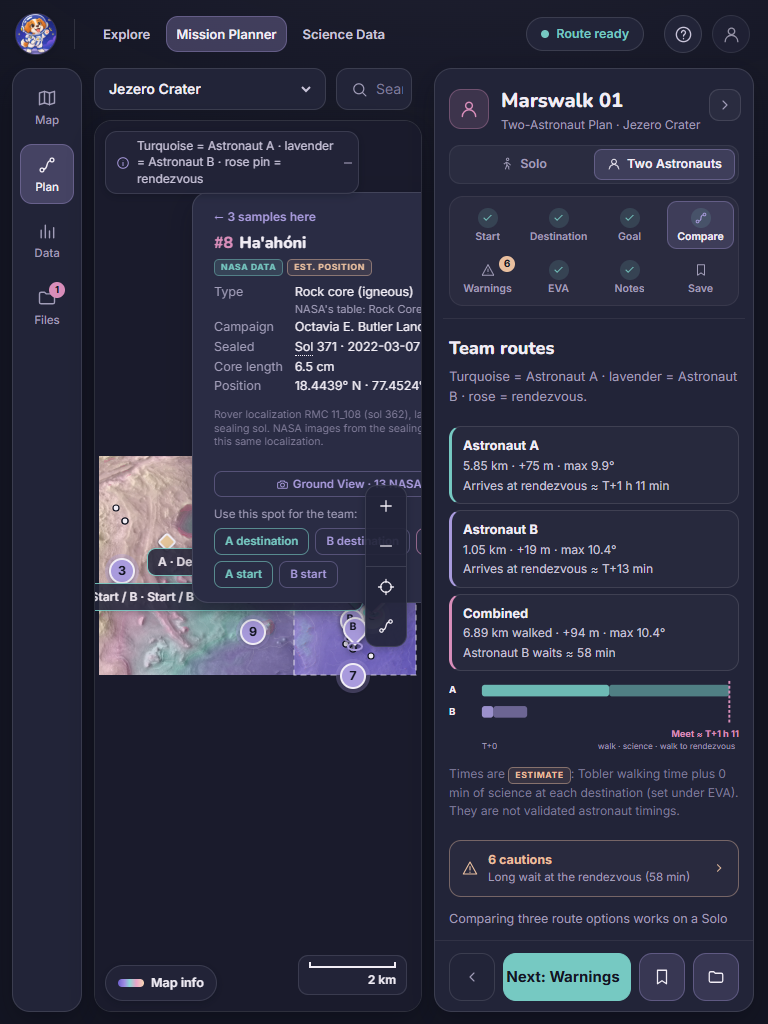 Explore
Mission Planner
Science Data
Route ready
Map
Plan
Data
1
Files
Jezero Crater
Sear
Turquoise = Astronaut A · lavender
= Astronaut B · rose pin =
rendezvous
← 3 samples here
#8 Ha'ahóni
NASA DATA
EST. POSITION
Type Rock core (igneous)
NASA's table: Rock Core
Campaign Octavia E. Butler Land
Sealed Sol 371 · 2022-03-07
Core length 6.5 cm
Position 18.4439° N · 77.4524°
Rover localization RMC 11_108 (sol 362), la
sealing sol. NASA images from the sealing
this same localization.
Ground View · 13 NASA
Use this spot for the team:
A destination
B destin
A start
B start
A · De
3
Start / B · Start / B
9
B
7
Map info
2 km
Marswalk 01
Two-Astronaut Plan · Jezero Crater
Solo
Two Astronauts
Start
Destination
Goal
Compare
6
Warnings
EVA
Notes
Save
Team routes
Turquoise = Astronaut A · lavender = Astronaut
B · rose = rendezvous.
Astronaut A
5.85 km · +75 m · max 9.9°
Arrives at rendezvous ≈ T+1 h 11 min
Astronaut B
1.05 km · +19 m · max 10.4°
Arrives at rendezvous ≈ T+13 min
Combined
6.89 km walked · +94 m · max 10.4°
Astronaut B waits ≈ 58 min
A
B
Meet ≈ T+1 h 11
T+0
walk · science · walk to rendezvous
Times are ESTIMATE : Tobler walking time plus 0
min of science at each destination (set under EVA).
They are not validated astronaut timings.
6 cautions
Long wait at the rendezvous (58 min)
Comparing three route options works on a Solo
Next: Warnings